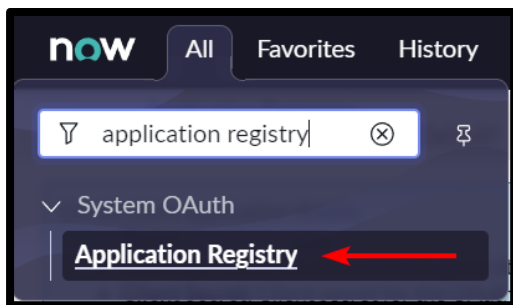 now All Favorites History
application registry
System OAuth
Application Registry